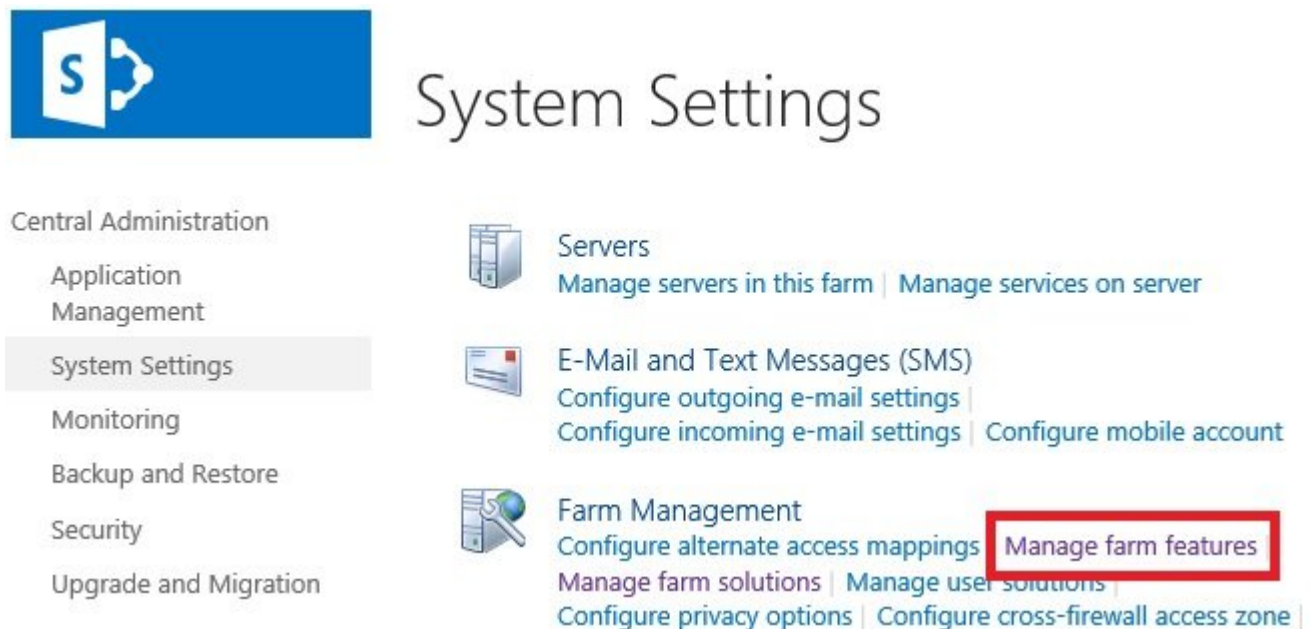 S
System Settings
Central Administration
Application
Management
System Settings
Monitoring
Backup and Restore
Security
Upgrade and Migration
Servers
Manage servers in this farm | Manage services on server
E-Mail and Text Messages (SMS)
Configure outgoing e-mail settings |
Configure incoming e-mail settings | Configure mobile account
Farm Management
Configure alternate access mappings | Manage farm features |
Manage farm solutions | Manage user solutions |
Configure privacy options | Configure cross-firewall access zone |